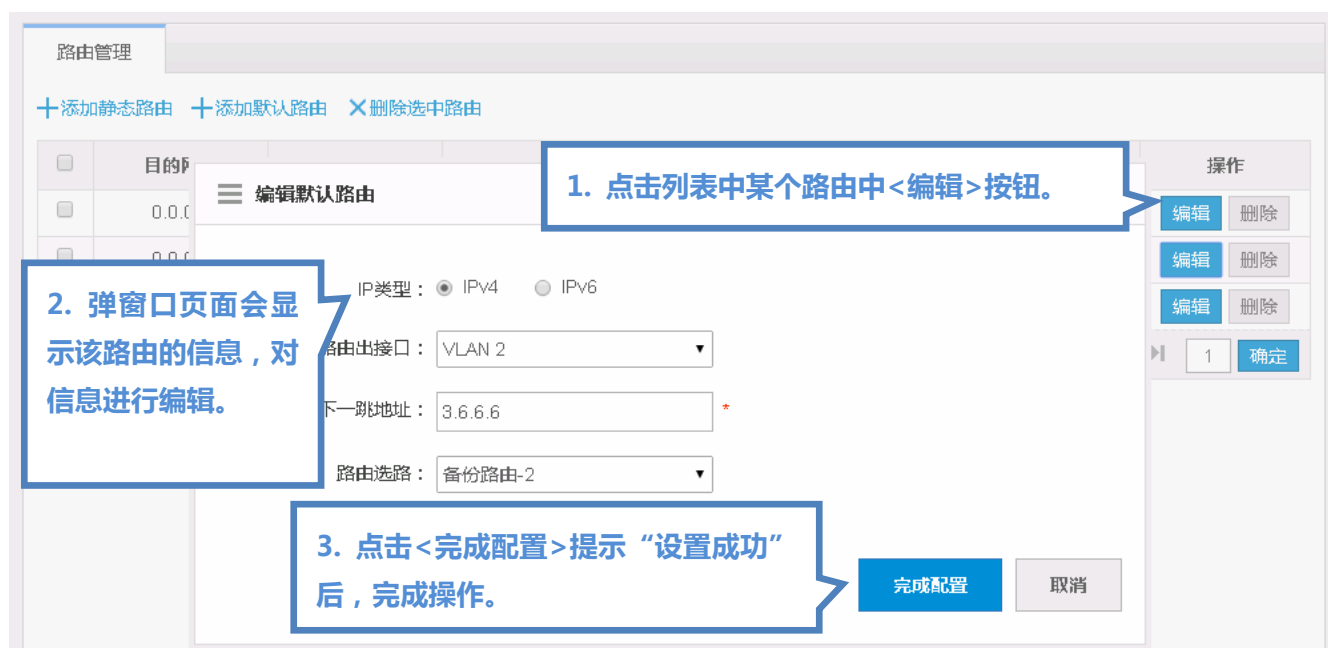 路由管理
添加静态路由 添加默认路由 删除选中路由
目的网 操作
1. 点击列表中某个路由中<编辑>按钮。
编辑默认路由
0.0.0 编辑 删除
0.0.0 编辑 删除
编辑 删除
2. 弹窗口页面会显
示该路由的信息，对
信息进行编辑。
IP类型： IPv4 IPv6
路由出接口： VLAN 2
1 确定
下一跳地址： 3.6.6.6 *
路由选路： 备份路由-2
3. 点击<完成配置>提示“设置成功”
后，完成操作。
完成配置 取消